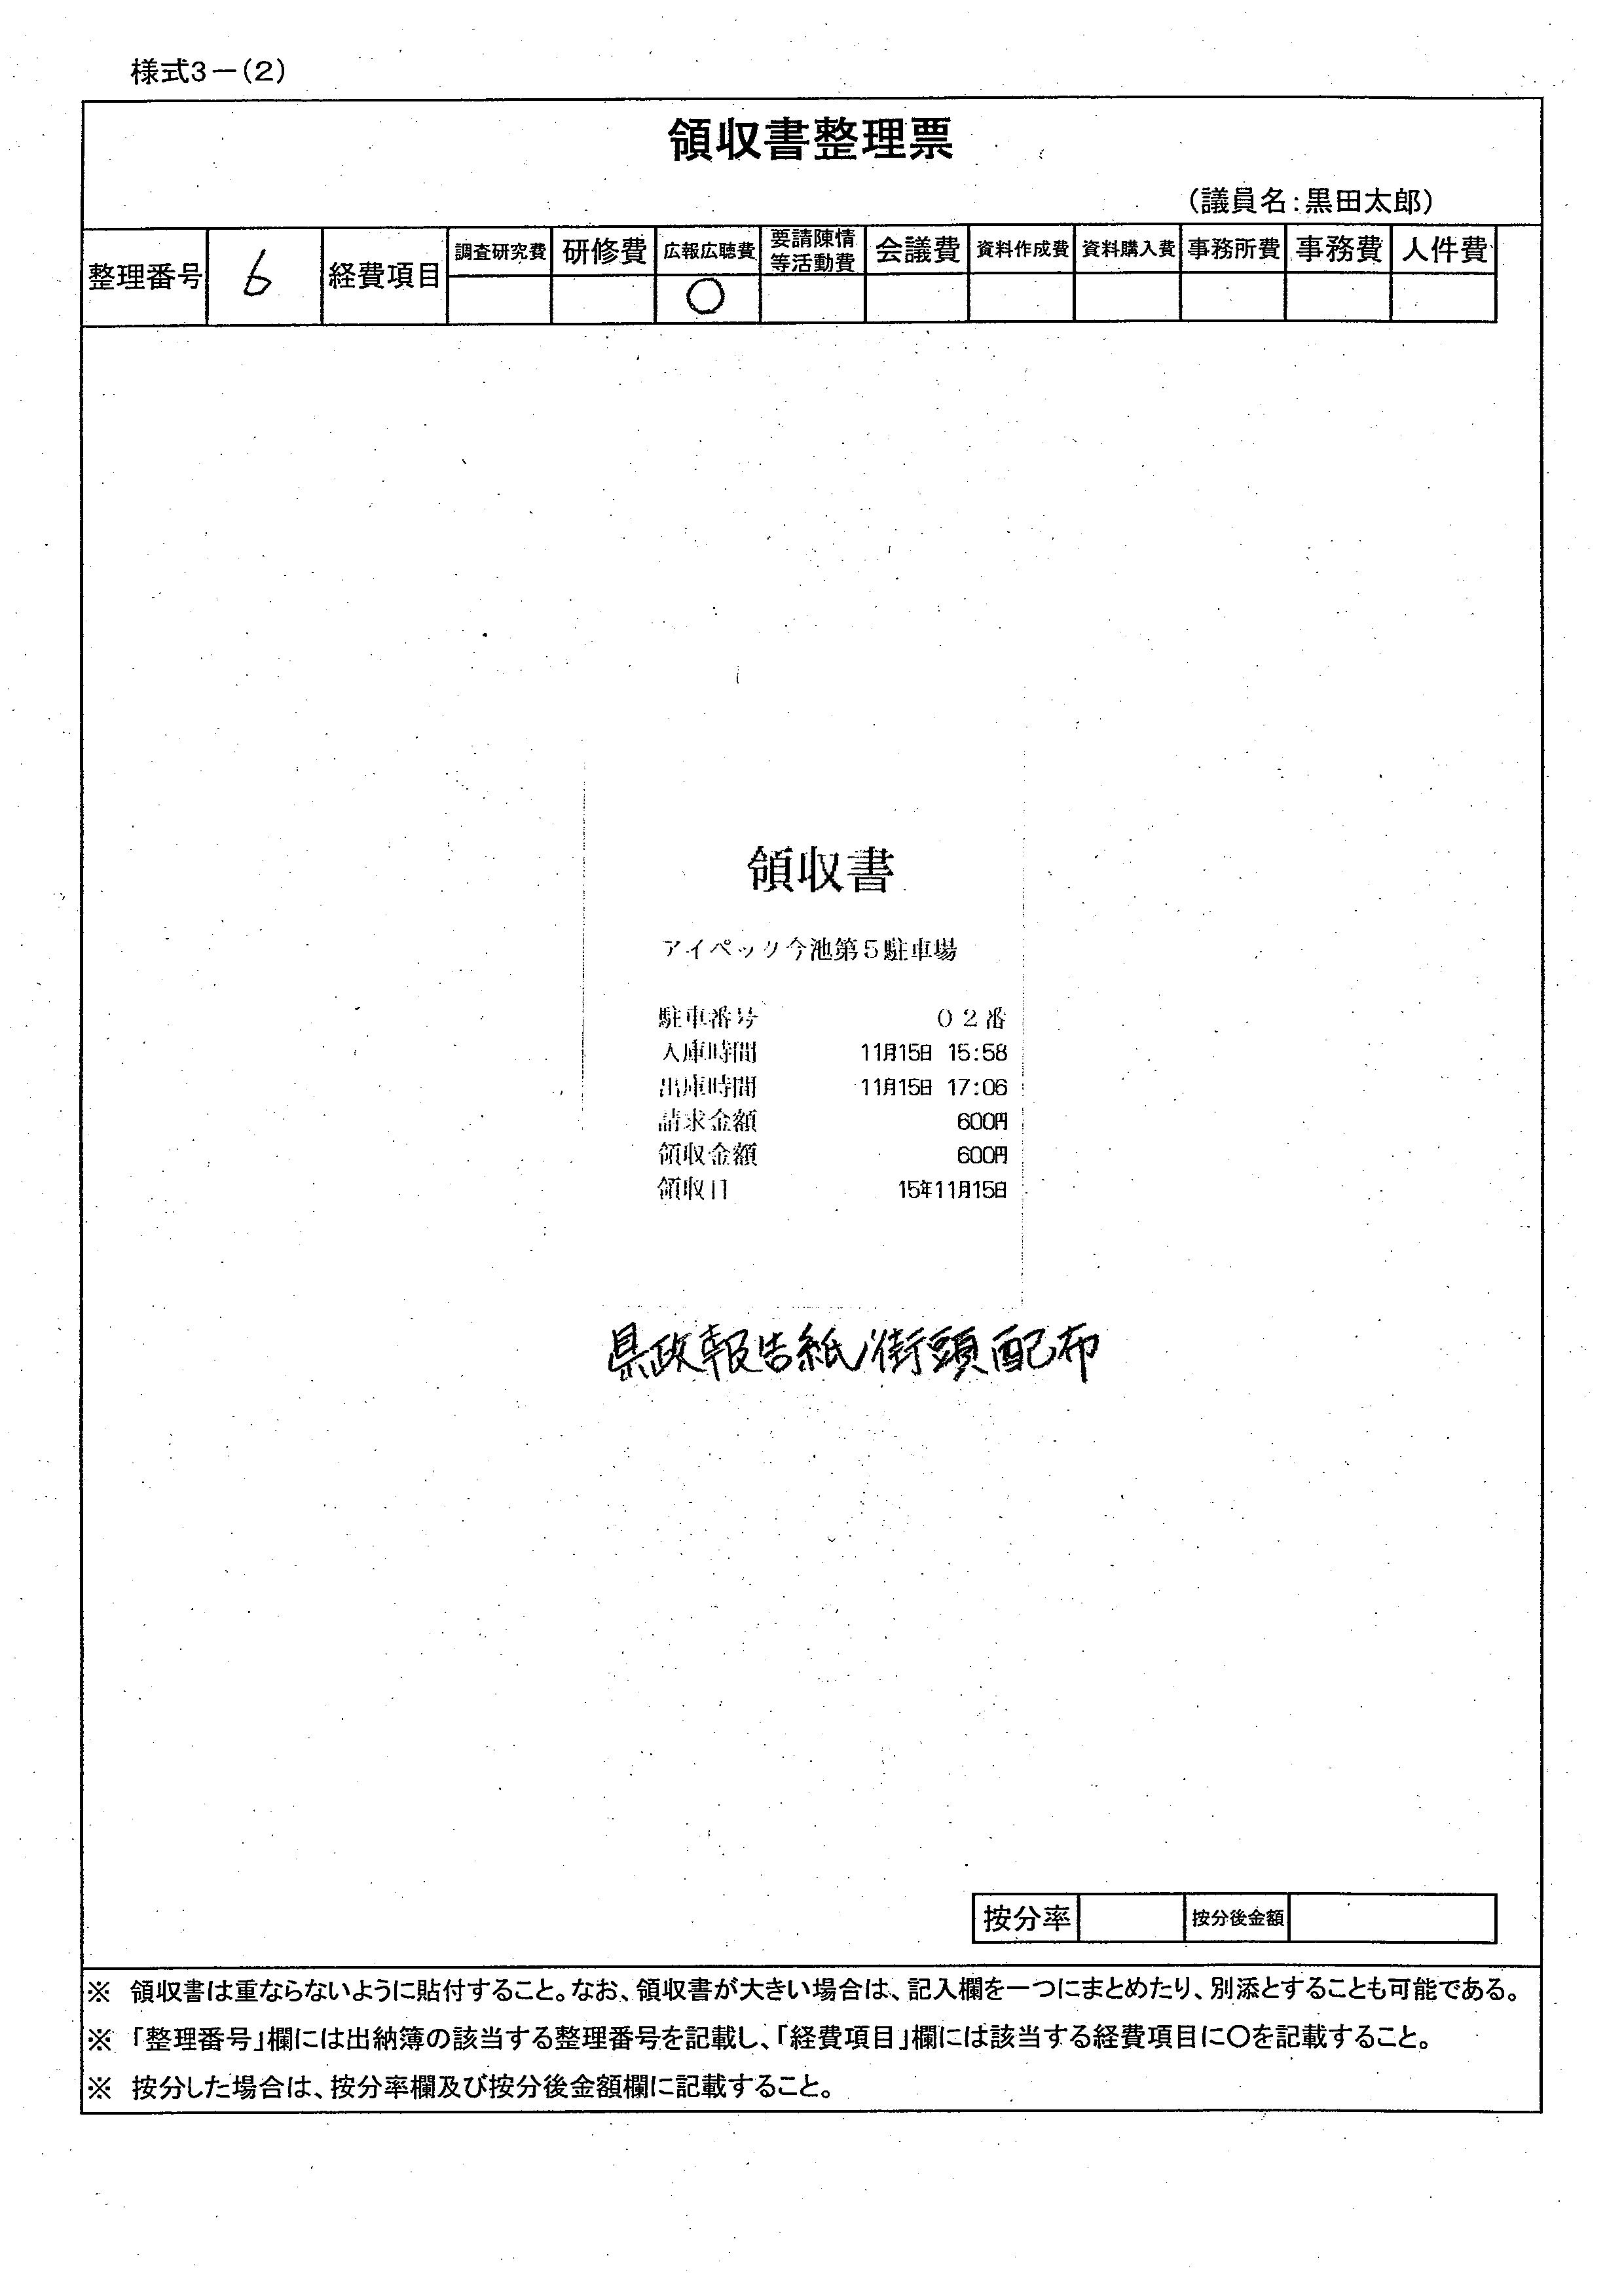 様式3－(2)
領収書整理票
(議員名:黒田太郎)
整理番号 6 経費項目 調査研究費 研修費 広報広聴費 要請陳情等活動費 会議費 資料作成費 資料購入費 事務所費 事務費 人件費
○
領収書
アイペック今池第5駐車場
駐車番号 02番
入庫時間 11月15日 15:58
出庫時間 11月15日 17:06
請求金額 600円
領収金額 600円
領収日 15年11月15日
県政報告紙街頭配布
按分率 按分後金額
※ 領収書は重ならないように貼付すること。なお、領収書が大きい場合は、記入欄を一つにまとめたり、別添とすることも可能である。
※ 「整理番号」欄には出納簿の該当する整理番号を記載し、「経費項目」欄には該当する経費項目に○を記載すること。
※ 按分した場合は、按分率欄及び按分後金額欄に記載すること。